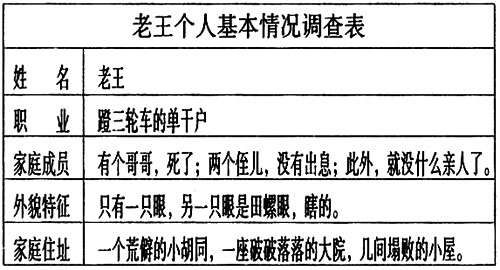 老王个人基本情况调查表
姓 名 老王
职 业 蹬三轮车的单干户
家庭成员 有个哥哥，死了；两个侄儿，没有出息；此外，就没什么亲人了。
外貌特征 只有一只眼，另一只眼是田螺眼，瞎的。
家庭住址 一个荒僻的小胡同，一座破破落落的大院，几间塌败的小屋。